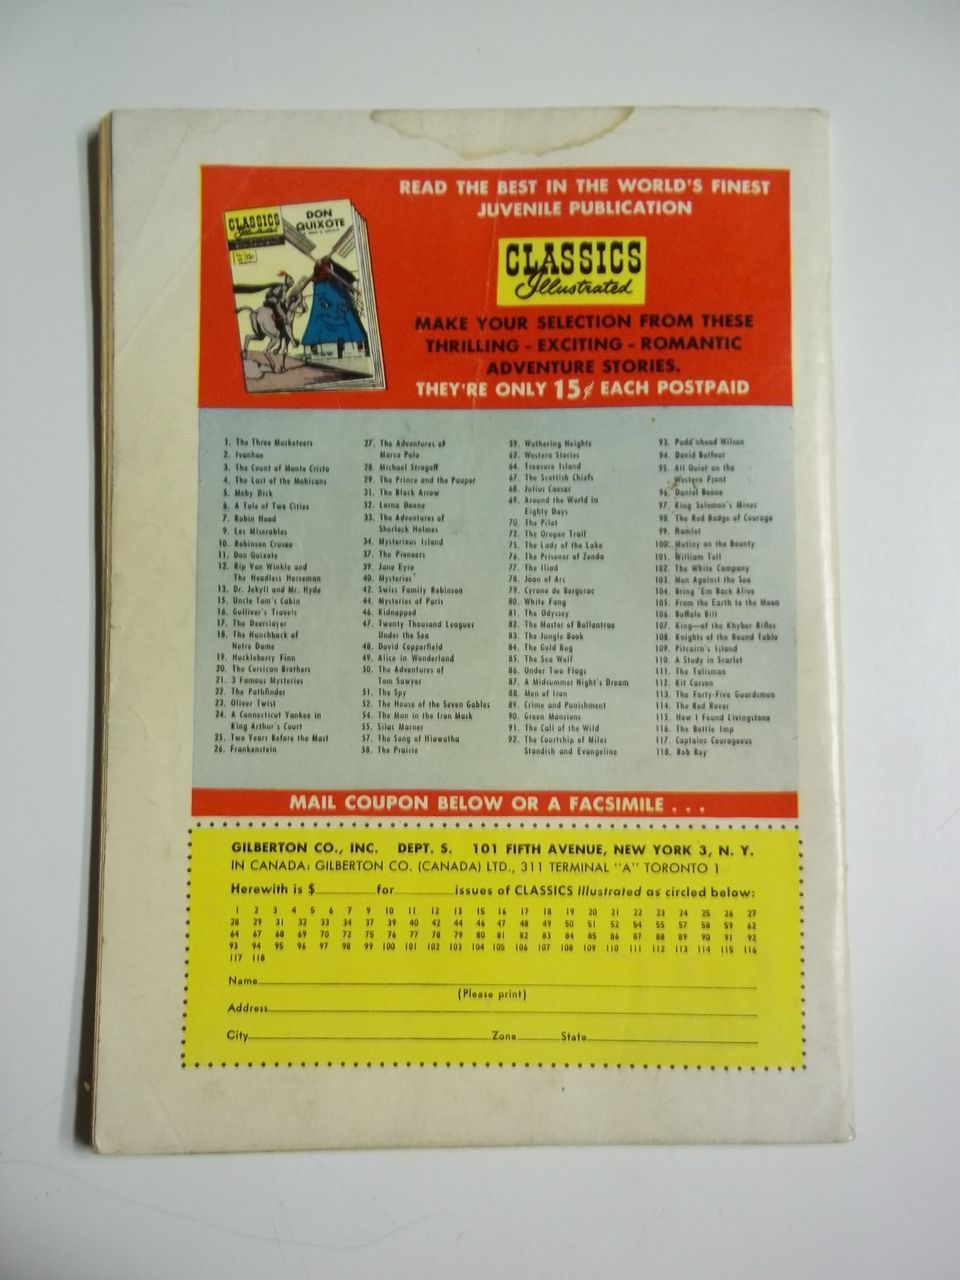 READ THE BEST IN THE WORLD'S FINEST
JUVENILE PUBLICATION
CLASSICS
Illustrated
DON
QUIXOTE
CLASSICS
Illustrated
MAKE YOUR SELECTION FROM THESE
THRILLING - EXCITING - ROMANTIC
ADVENTURE STORIES.
THEY'RE ONLY 15¢ EACH POSTPAID
1. The Three Musketeers
2. Ivanhoe
3. The Count of Monte Cristo
4. The Last of the Mohicans
5. Moby Dick
6. A Tale of Two Cities
7. Robin Hood
9. Les Miserables
10. Robinson Crusoe
11. Don Quixote
12. Rip Van Winkle and
The Headless Horseman
13. Dr. Jekyll and Mr. Hyde
15. Uncle Tom's Cabin
16. Gulliver's Travels
17. The Deerslayer
18. The Hunchback of
Notre Dame
19. Huckleberry Finn
20. The Corsican Brothers
21. 3 Famous Mysteries
22. The Pathfinder
23. Oliver Twist
24. A Connecticut Yankee in
King Arthur's Court
25. Two Years Before the Mast
26. Frankenstein
27. The Adventures of
Marco Polo
28. Michael Strogoff
29. The Prince and the Pauper
31. The Black Arrow
32. Lorna Doone
33. The Adventures of
Sherlock Holmes
34. Mysterious Island
37. The Pioneers
39. Jane Eyre
40. Mysteries
42. Swiss Family Robinson
44. Mysteries of Paris
46. Kidnapped
47. Twenty Thousand Leagues
Under the Sea
48. David Copperfield
49. Alice in Wonderland
50. The Adventures of
Tom Sawyer
51. The Spy
52. The House of the Seven Gables
54. The Man in the Iron Mask
55. Silas Marner
57. The Song of Hiawatha
58. The Prairie
59. Wuthering Heights
62. Western Stories
64. Treasure Island
67. The Scottish Chiefs
68. Julius Caesar
69. Around the World in
Eighty Days
70. The Pilot
72. The Oregon Trail
75. The Lady of the Lake
76. The Prisoner of Zenda
77. The Iliad
78. Joan of Arc
79. Cyrano de Bergerac
80. White Fang
81. The Odyssey
82. The Master of Ballantrae
83. The Jungle Book
84. The Gold Bug
85. The Sea Wolf
86. Under Two Flags
87. A Midsummer Night's Dream
88. Men of Iron
89. Crime and Punishment
90. Green Mansions
91. The Call of the Wild
92. The Courtship of Miles
Standish and Evangeline
93. Pudd'nhead Wilson
94. David Balfour
95. All Quiet on the
Western Front
96. Daniel Boone
97. King Solomon's Mines
98. The Red Badge of Courage
99. Hamlet
100. Mutiny on the Bounty
101. William Tell
102. The White Company
103. Men Against the Sea
104. Bring 'Em Back Alive
105. From the Earth to the Moon
106. Buffalo Bill
107. King—of the Khyber Rifles
108. Knights of the Round Table
109. Pitcairn's Island
110. A Study in Scarlet
111. The Talisman
112. Kit Carson
113. The Forty-Five Guardsmen
114. The Red Rover
115. How I Found Livingstone
116. The Bottle Imp
117. Captains Courageous
118. Rob Roy
MAIL COUPON BELOW OR A FACSIMILE . . .
GILBERTON CO., INC. DEPT. S. 101 FIFTH AVENUE, NEW YORK 3, N. Y.
IN CANADA: GILBERTON CO. (CANADA) LTD., 311 TERMINAL "A" TORONTO 1
Herewith is $ for issues of CLASSICS Illustrated as circled below:
1 2 3 4 5 6 7 9 10 11 12 13 15 16 17 18 19 20 21 22 23 24 25 26 27
28 29 31 32 33 34 37 39 40 42 44 46 47 48 49 50 51 52 54 55 57 58 59 62
64 67 68 69 70 72 75 76 77 78 79 80 81 82 83 84 85 86 87 88 89 90 91 92
93 94 95 96 97 98 99 100 101 102 103 104 105 106 107 108 109 110 111 112 113 114 115 116
117 118
Name
(Please print)
Address
City Zone State